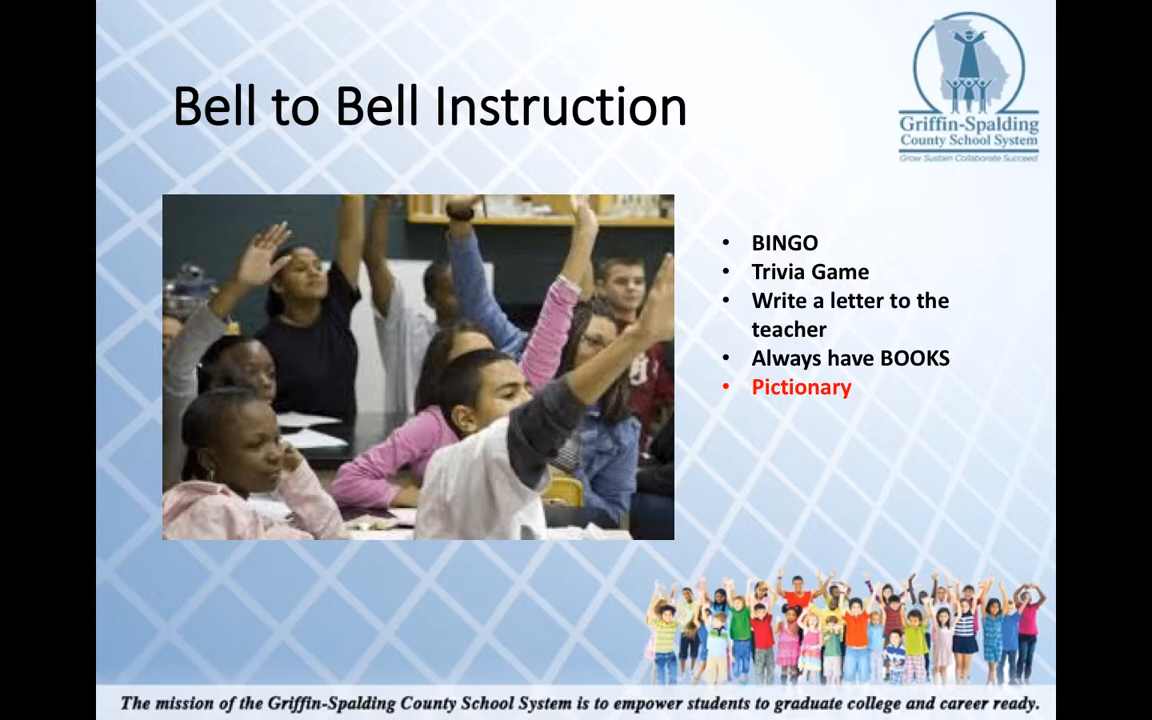 Bell to Bell Instruction
Griffin-Spalding
County School System
Grow Sustain Collaborate Succeed
• BINGO
• Trivia Game
• Write a letter to the
teacher
• Always have BOOKS
• Pictionary
The mission of the Griffin-Spalding County School System is to empower students to graduate college and career ready.